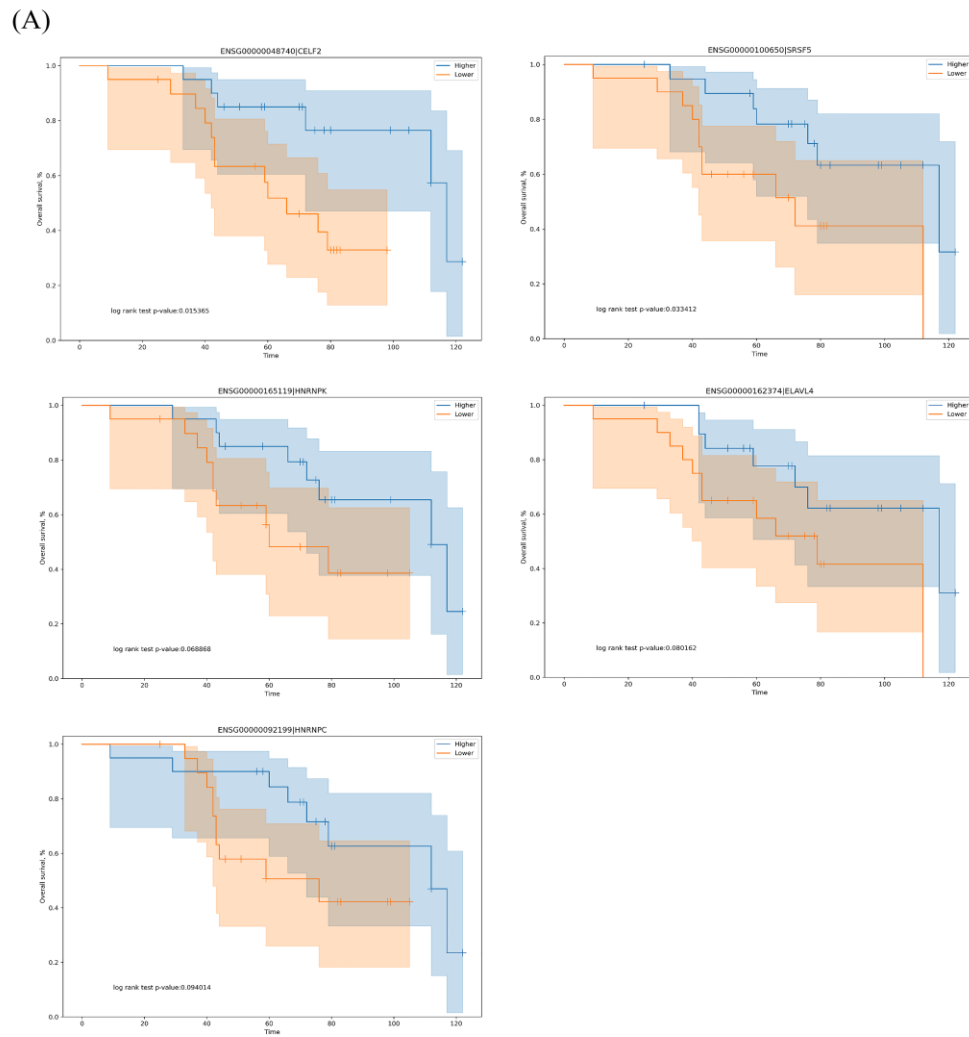 (A)
ENSG00000048740|CELF2
Higher
Lower
1.0
0.8
0.6
0.4
0.2
0.0
Overall surival, %
log rank test p-value:0.015365
0 20 40 60 80 100 120
Time
ENSG00000100650|SRSF5
Higher
Lower
1.0
0.8
0.6
0.4
0.2
0.0
Overall surival, %
log rank test p-value:0.033412
0 20 40 60 80 100 120
Time
ENSG00000165119|HNRNPK
Higher
Lower
1.0
0.8
0.6
0.4
0.2
0.0
Overall surival, %
log rank test p-value:0.068868
0 20 40 60 80 100 120
Time
ENSG00000162374|ELAVL4
Higher
Lower
1.0
0.8
0.6
0.4
0.2
0.0
Overall surival, %
log rank test p-value:0.080162
0 20 40 60 80 100 120
Time
ENSG00000092199|HNRNPC
Higher
Lower
1.0
0.8
0.6
0.4
0.2
0.0
Overall surival, %
log rank test p-value:0.094014
0 20 40 60 80 100 120
Time